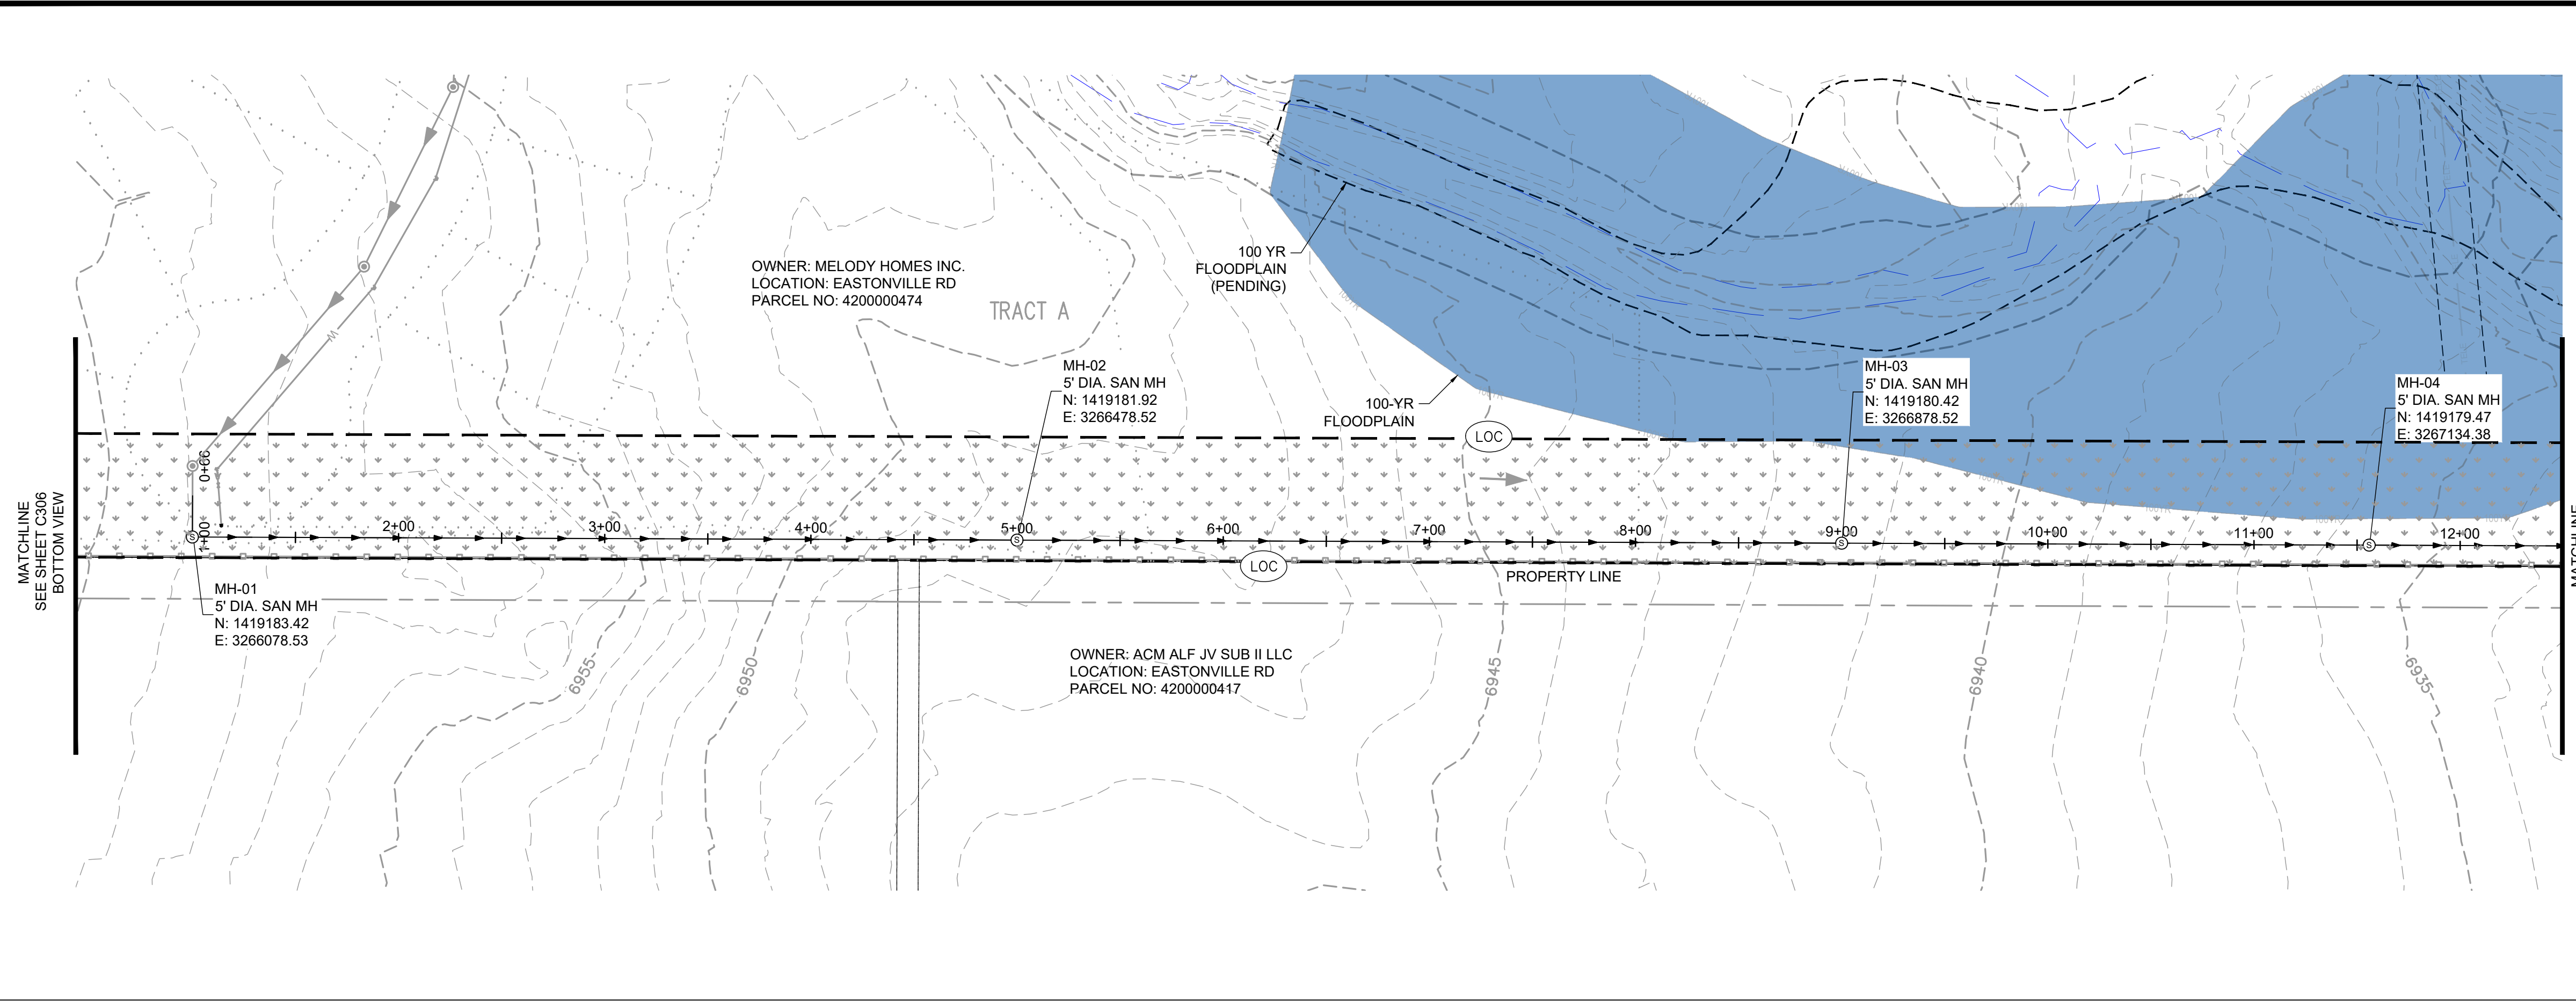 OWNER: MELODY HOMES INC.
LOCATION: EASTONVILLE RD
PARCEL NO: 4200000474
TRACT A
100 YR
FLOODPLAIN
(PENDING)
100-YR
FLOODPLAIN
W
MH-02
5' DIA. SAN MH
N: 1419181.92
E: 3266478.52
MH-03
5' DIA. SAN MH
N: 1419180.42
E: 3266878.52
MH-04
5' DIA. SAN MH
N: 1419179.47
E: 3267134.38
LOC
0+66
1+00
2+00
3+00
4+00
5+00
6+00
7+00
8+00
9+00
10+00
11+00
12+00
S
S
S
S
LOC
PROPERTY LINE
MATCHLINE
SEE SHEET C306
BOTTOM VIEW
MATCHLINE
MH-01
5' DIA. SAN MH
N: 1419183.42
E: 3266078.53
OWNER: ACM ALF JV SUB II LLC
LOCATION: EASTONVILLE RD
PARCEL NO: 4200000417
6955
6950
6945
6940
6935